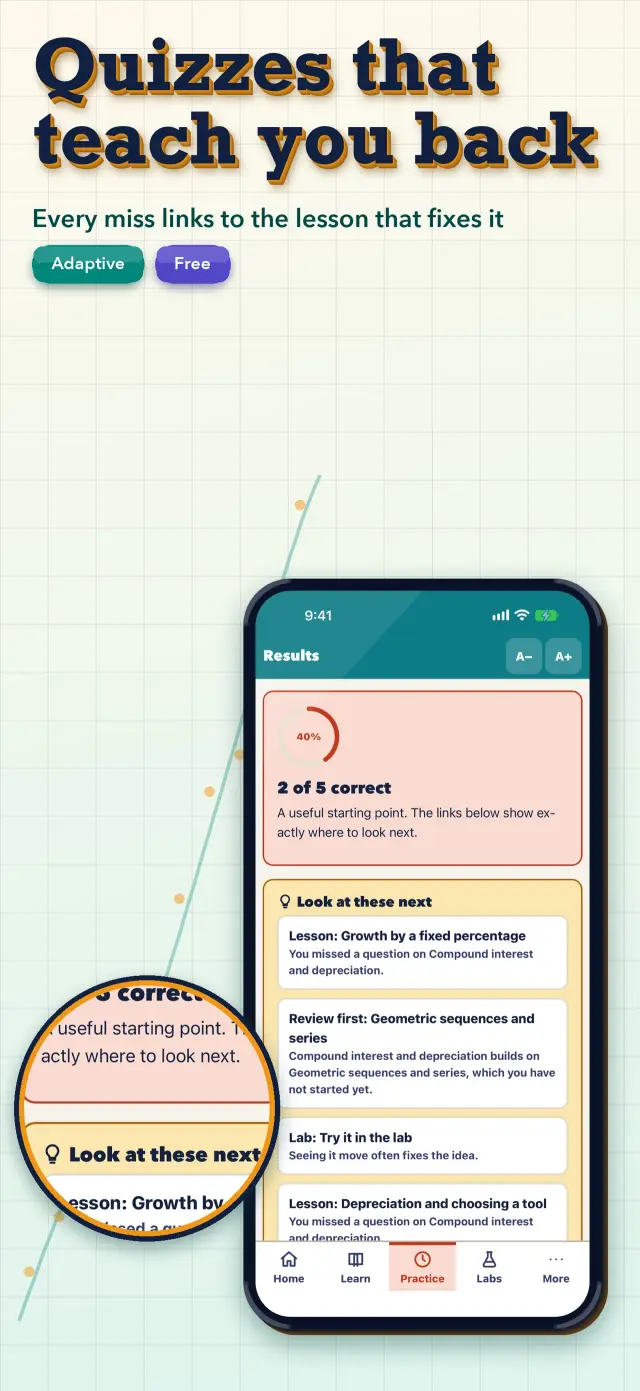 Quizzes that
teach you back
Every miss links to the lesson that fixes it
Adaptive
Free
9:41
Results
A−
A+
40%
2 of 5 correct
A useful starting point. The links below show ex-
actly where to look next.
Look at these next
Lesson: Growth by a fixed percentage
You missed a question on Compound interest
and depreciation.
Review first: Geometric sequences and
series
Compound interest and depreciation builds on
Geometric sequences and series, which you have
not started yet.
Lab: Try it in the lab
Seeing it move often fixes the idea.
Lesson: Depreciation and choosing a tool
You missed a question on Compound interest
and depreciation
Home
Learn
Practice
Labs
More
correct
useful starting point.
actly where to look next.
Look at these next
esson: Growth by